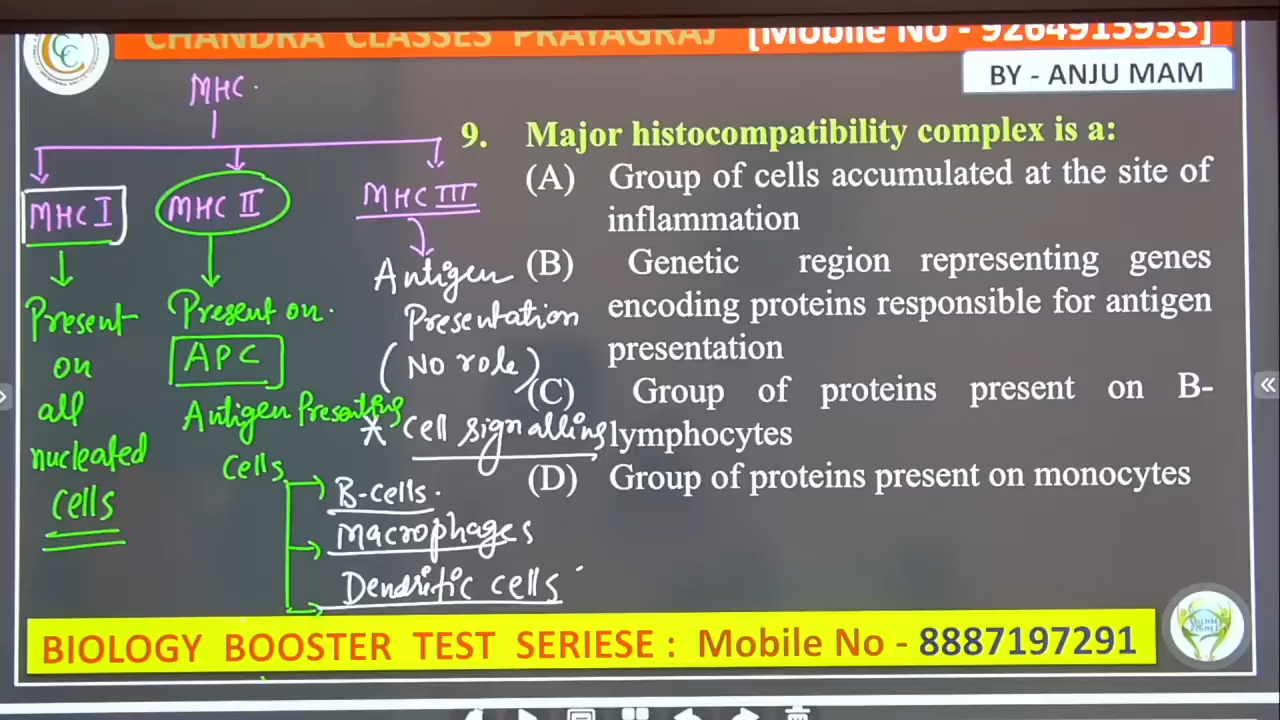 CHANDRA CLASSES PRAYAGRAJ [Mobile No - 9264915953]
BY - ANJU MAM
MHC.
MHC I
MHC II
MHC III
Present
on
all
nucleated
cells
Present on.
APC
Antigen Presenting
cells
B-cells.
Macrophages
Dendritic cells
Antigen
Presentation
(No role)
* Cell signalling
9. Major histocompatibility complex is a:
(A) Group of cells accumulated at the site of
inflammation
(B) Genetic region representing genes
encoding proteins responsible for antigen
presentation
(C) Group of proteins present on B-
lymphocytes
(D) Group of proteins present on monocytes
BIOLOGY BOOSTER TEST SERIESE : Mobile No - 8887197291